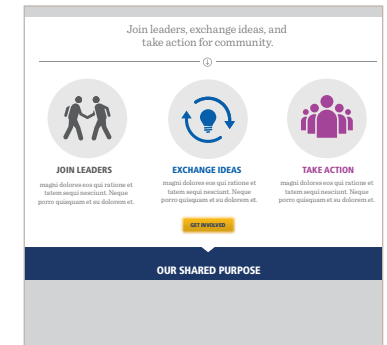 Join leaders, exchange ideas, and
take action for community.
JOIN LEADERS
magni dolores eos qui ratione et
tatem sequi nesciunt. Neque
porro quisquam et su dolorem et.
EXCHANGE IDEAS
magni dolores eos qui ratione et
tatem sequi nesciunt. Neque
porro quisquam et su dolorem et.
TAKE ACTION
magni dolores eos qui ratione et
tatem sequi nesciunt. Neque
porro quisquam et su dolorem et.
GET INVOLVED
OUR SHARED PURPOSE